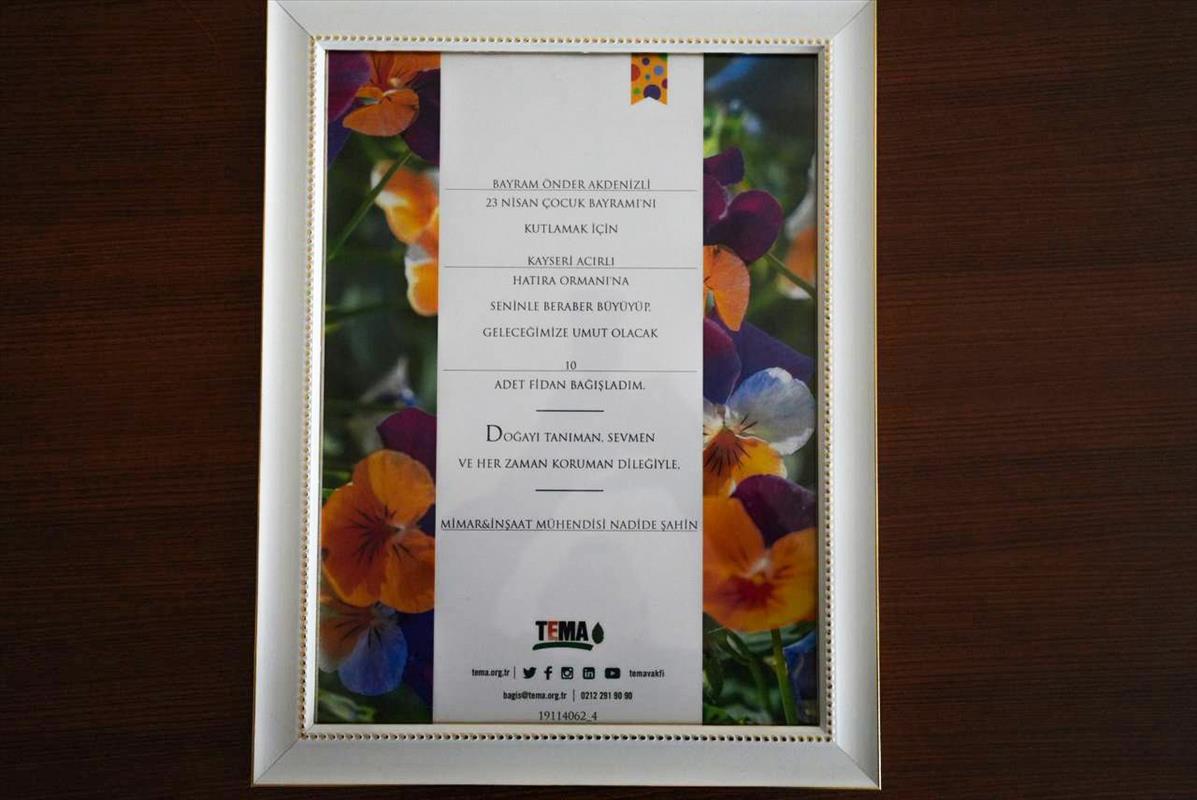 BAYRAM ÖNDER AKDENİZLİ
23 NİSAN ÇOCUK BAYRAMI'NI
KUTLAMAK İÇİN
KAYSERİ ACIRLI
HATIRA ORMANI'NA
SENİNLE BERABER BÜYÜYÜP,
GELECEĞİMİZE UMUT OLACAK
10
ADET FİDAN BAĞIŞLADIM.
DOĞAYI TANIMAN, SEVMEN
VE HER ZAMAN KORUMAN DİLEĞİYLE,
MİMAR&İNŞAAT MÜHENDİSİ NADİDE ŞAHİN
TEMA
tema.org.tr | temavakfi
bagis@tema.org.tr | 0212 291 90 90
19114062_4